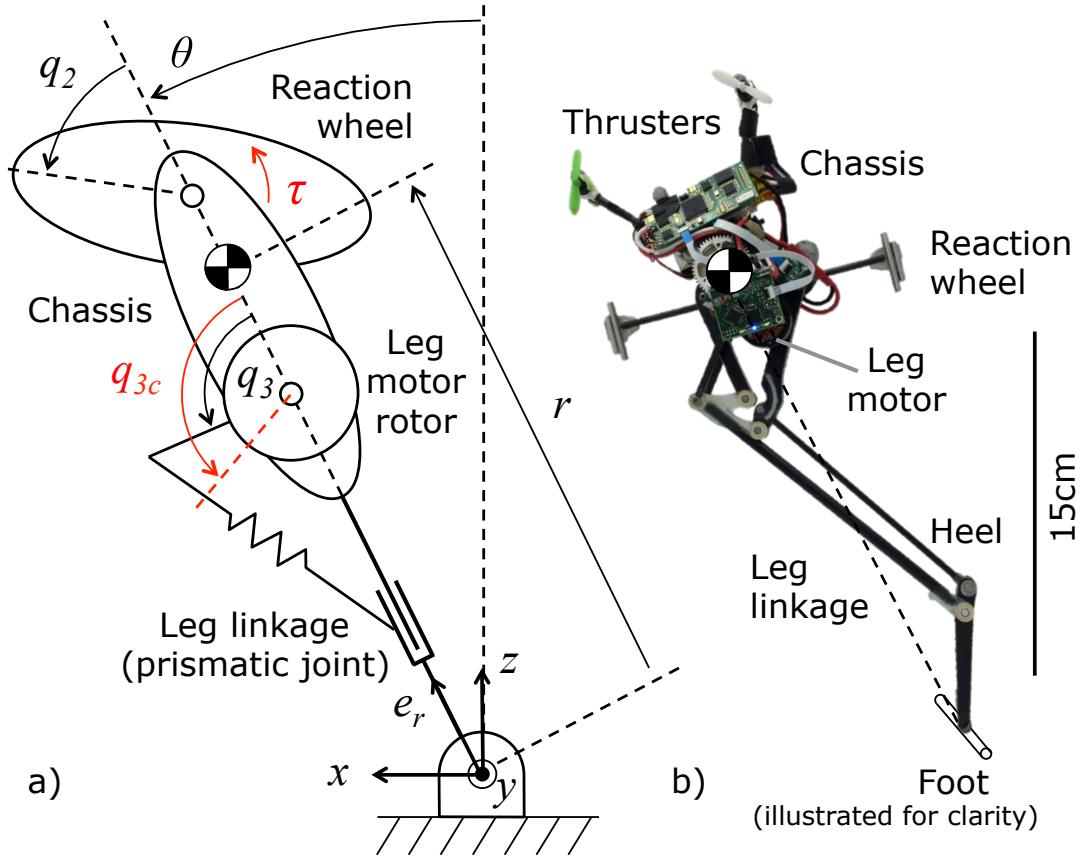 θ
q2
Reaction
wheel
τ
Chassis
q3c
q3
Leg
motor
rotor
r
Leg linkage
(prismatic joint)
er
z
x
y
a)
Thrusters
Chassis
Reaction
wheel
Leg
motor
15cm
Heel
Leg
linkage
b)
Foot
(illustrated for clarity)